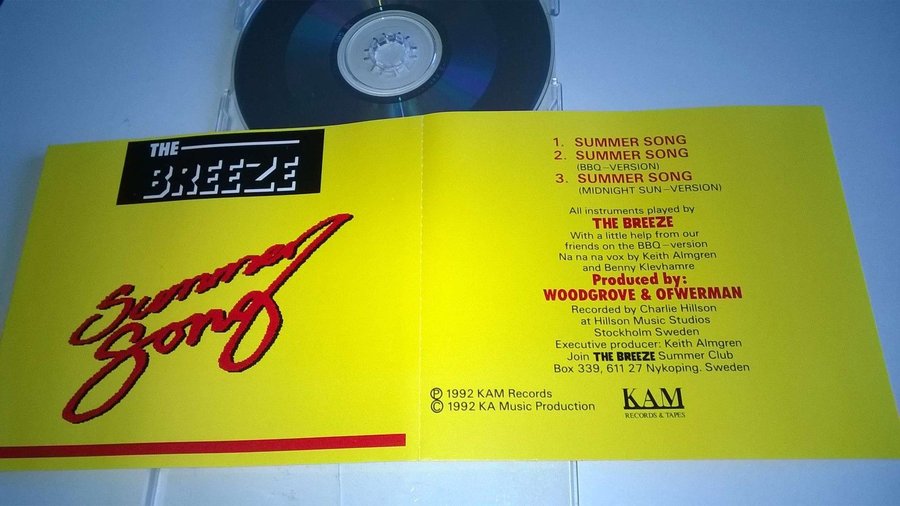 THE
BREEZE
Summer
Song
1. SUMMER SONG
2. SUMMER SONG
(BBQ-VERSION)
3. SUMMER SONG
(MIDNIGHT SUN-VERSION)
All instruments played by
THE BREEZE
With a little help from our
friends on the BBQ-version
Na na na vox by Keith Almgren
and Benny Klevhamre
Produced by:
WOODGROVE & OFWERMAN
Recorded by Charlie Hillson
at Hillson Music Studios
Stockholm Sweden
Executive producer: Keith Almgren
Join THE BREEZE Summer Club
Box 339, 611 27 Nykoping. Sweden
Ⓟ 1992 KAM Records
© 1992 KA Music Production
KAM
RECORDS & TAPES